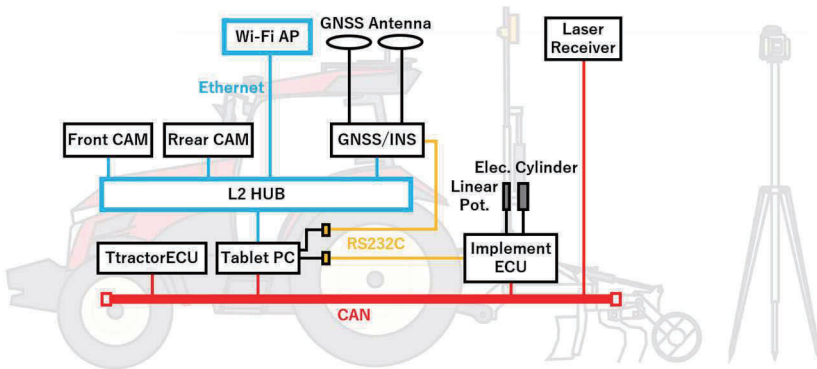 GNSS Antenna
Wi-Fi AP
Laser
Receiver
Ethernet
Front CAM
Rrear CAM
GNSS/INS
Elec. Cylinder
Linear
Pot.
L2 HUB
RS232C
TtractorECU
Tablet PC
Implement
ECU
CAN